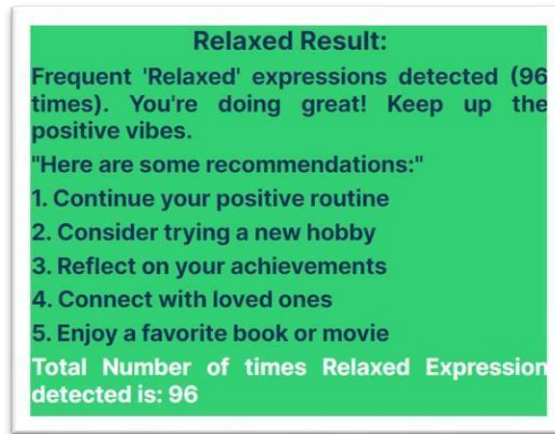 Relaxed Result:
Frequent 'Relaxed' expressions detected (96
times). You're doing great! Keep up the
positive vibes.
"Here are some recommendations:"
1. Continue your positive routine
2. Consider trying a new hobby
3. Reflect on your achievements
4. Connect with loved ones
5. Enjoy a favorite book or movie
Total Number of times Relaxed Expression
detected is: 96